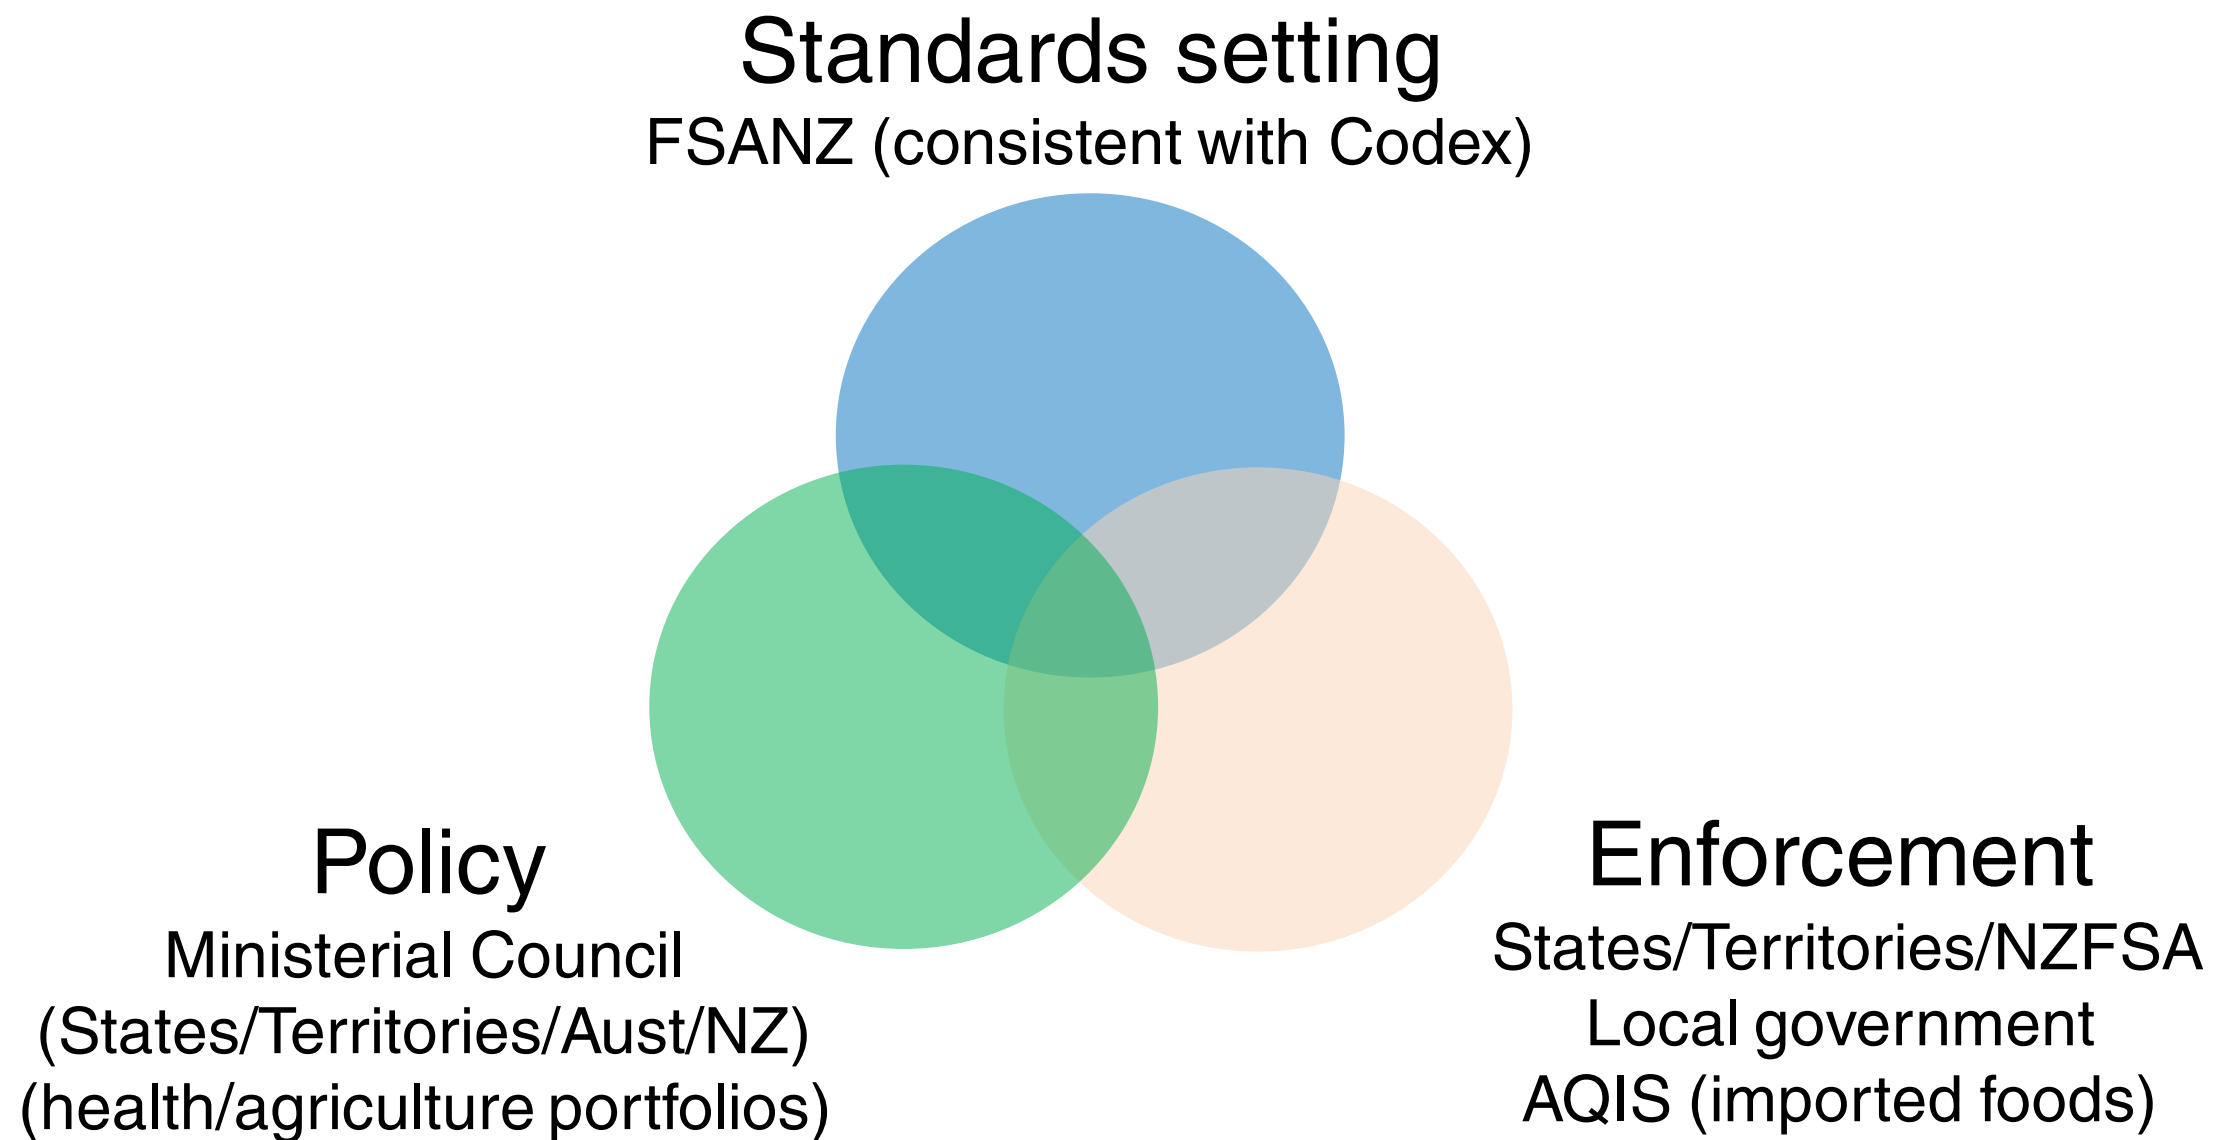 Standards setting
FSANZ (consistent with Codex)
Policy
Ministerial Council
(States/Territories/Aust/NZ)
(health/agriculture portfolios)
Enforcement
States/Territories/NZFSA
Local government
AQIS (imported foods)